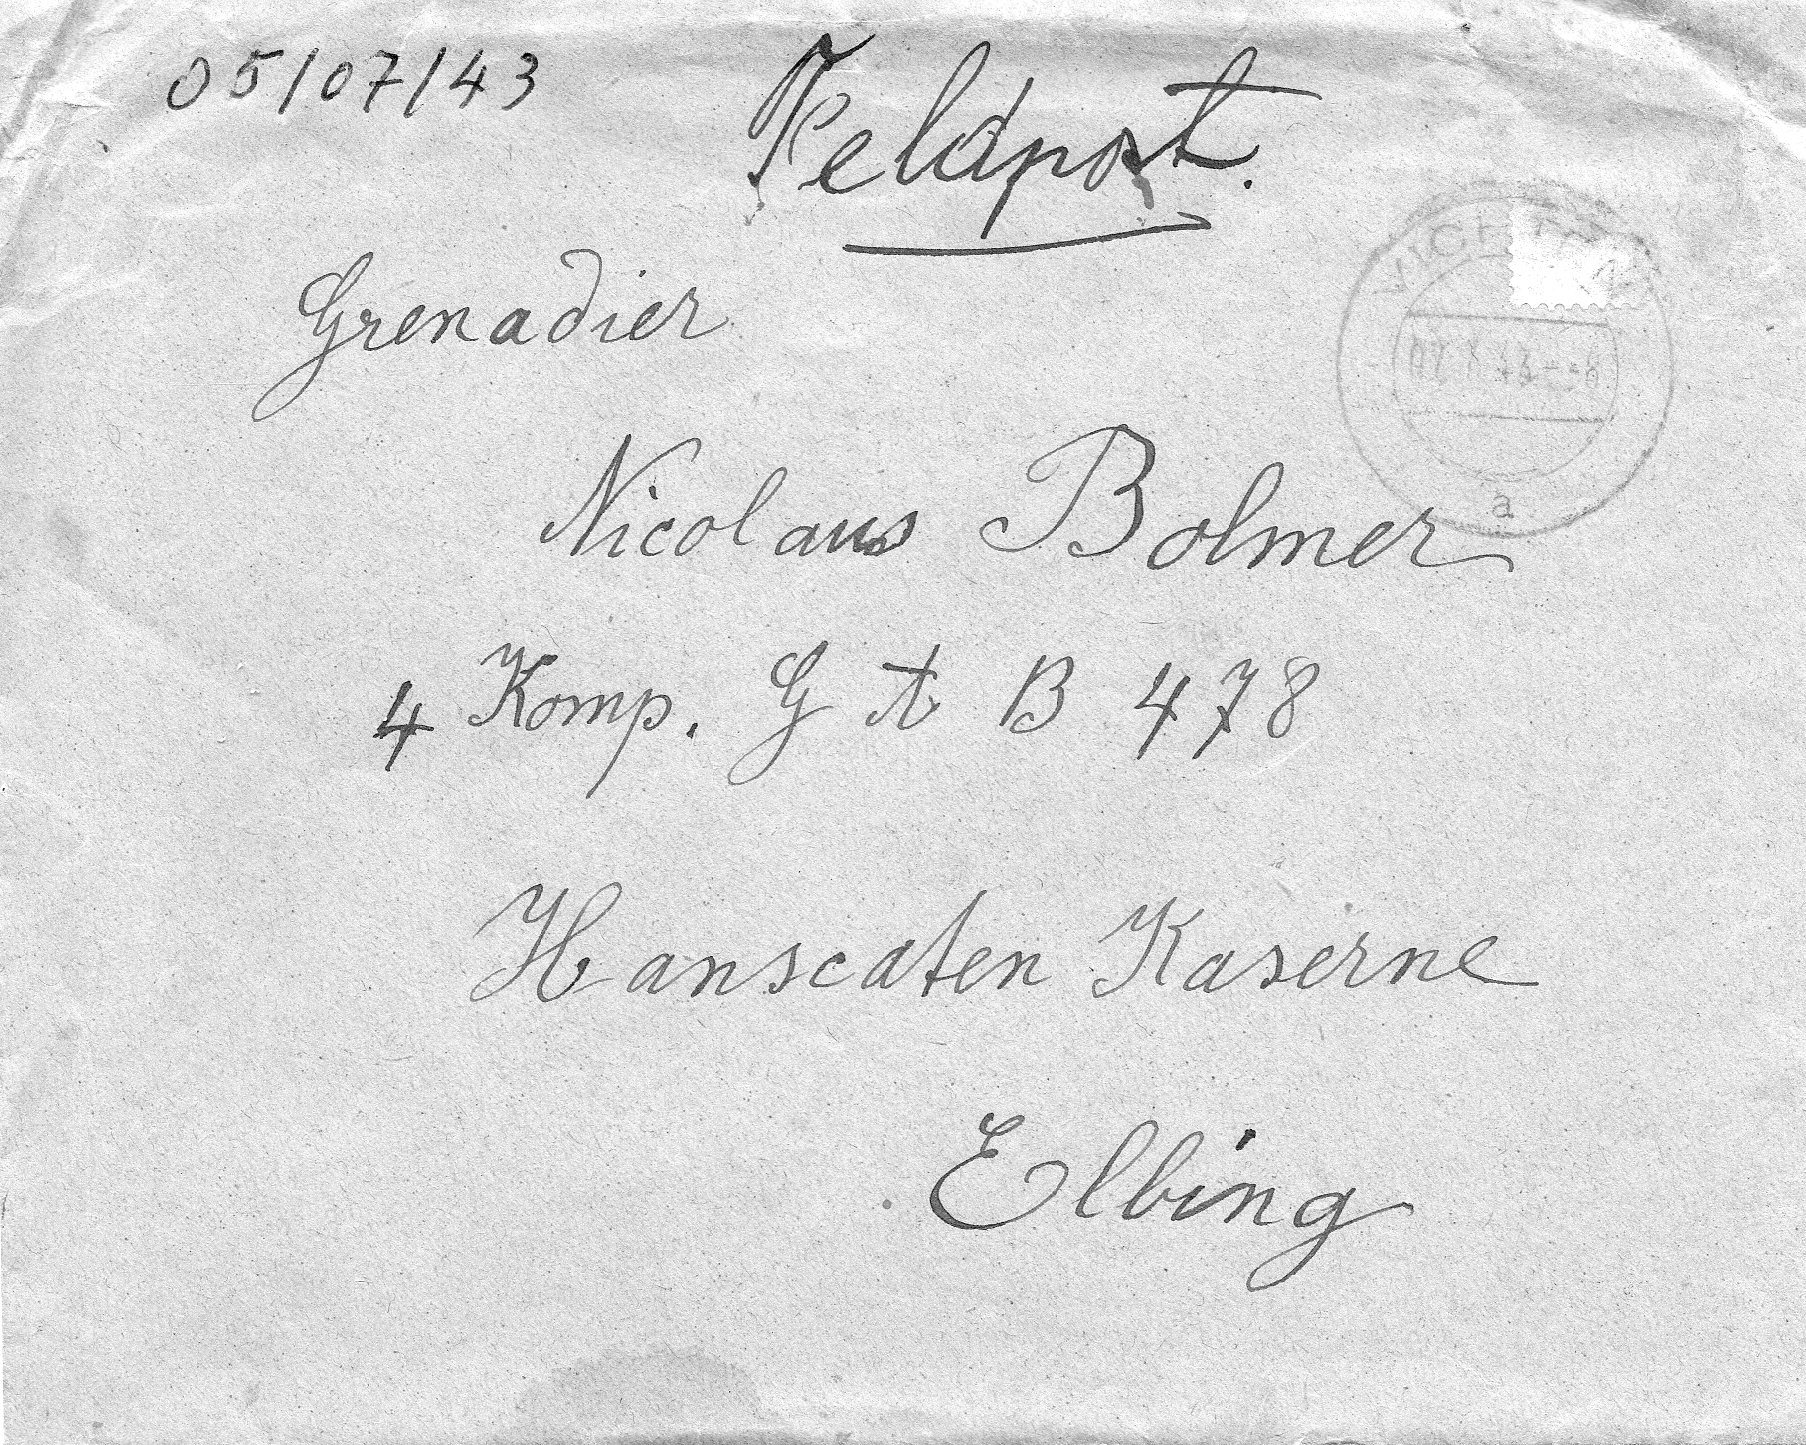 05/07/43
Feldpost.
Grenadier
Nicolaus Bolmer
4 Komp. G t B 478
Hanseaten Kaserne
Elbing
a